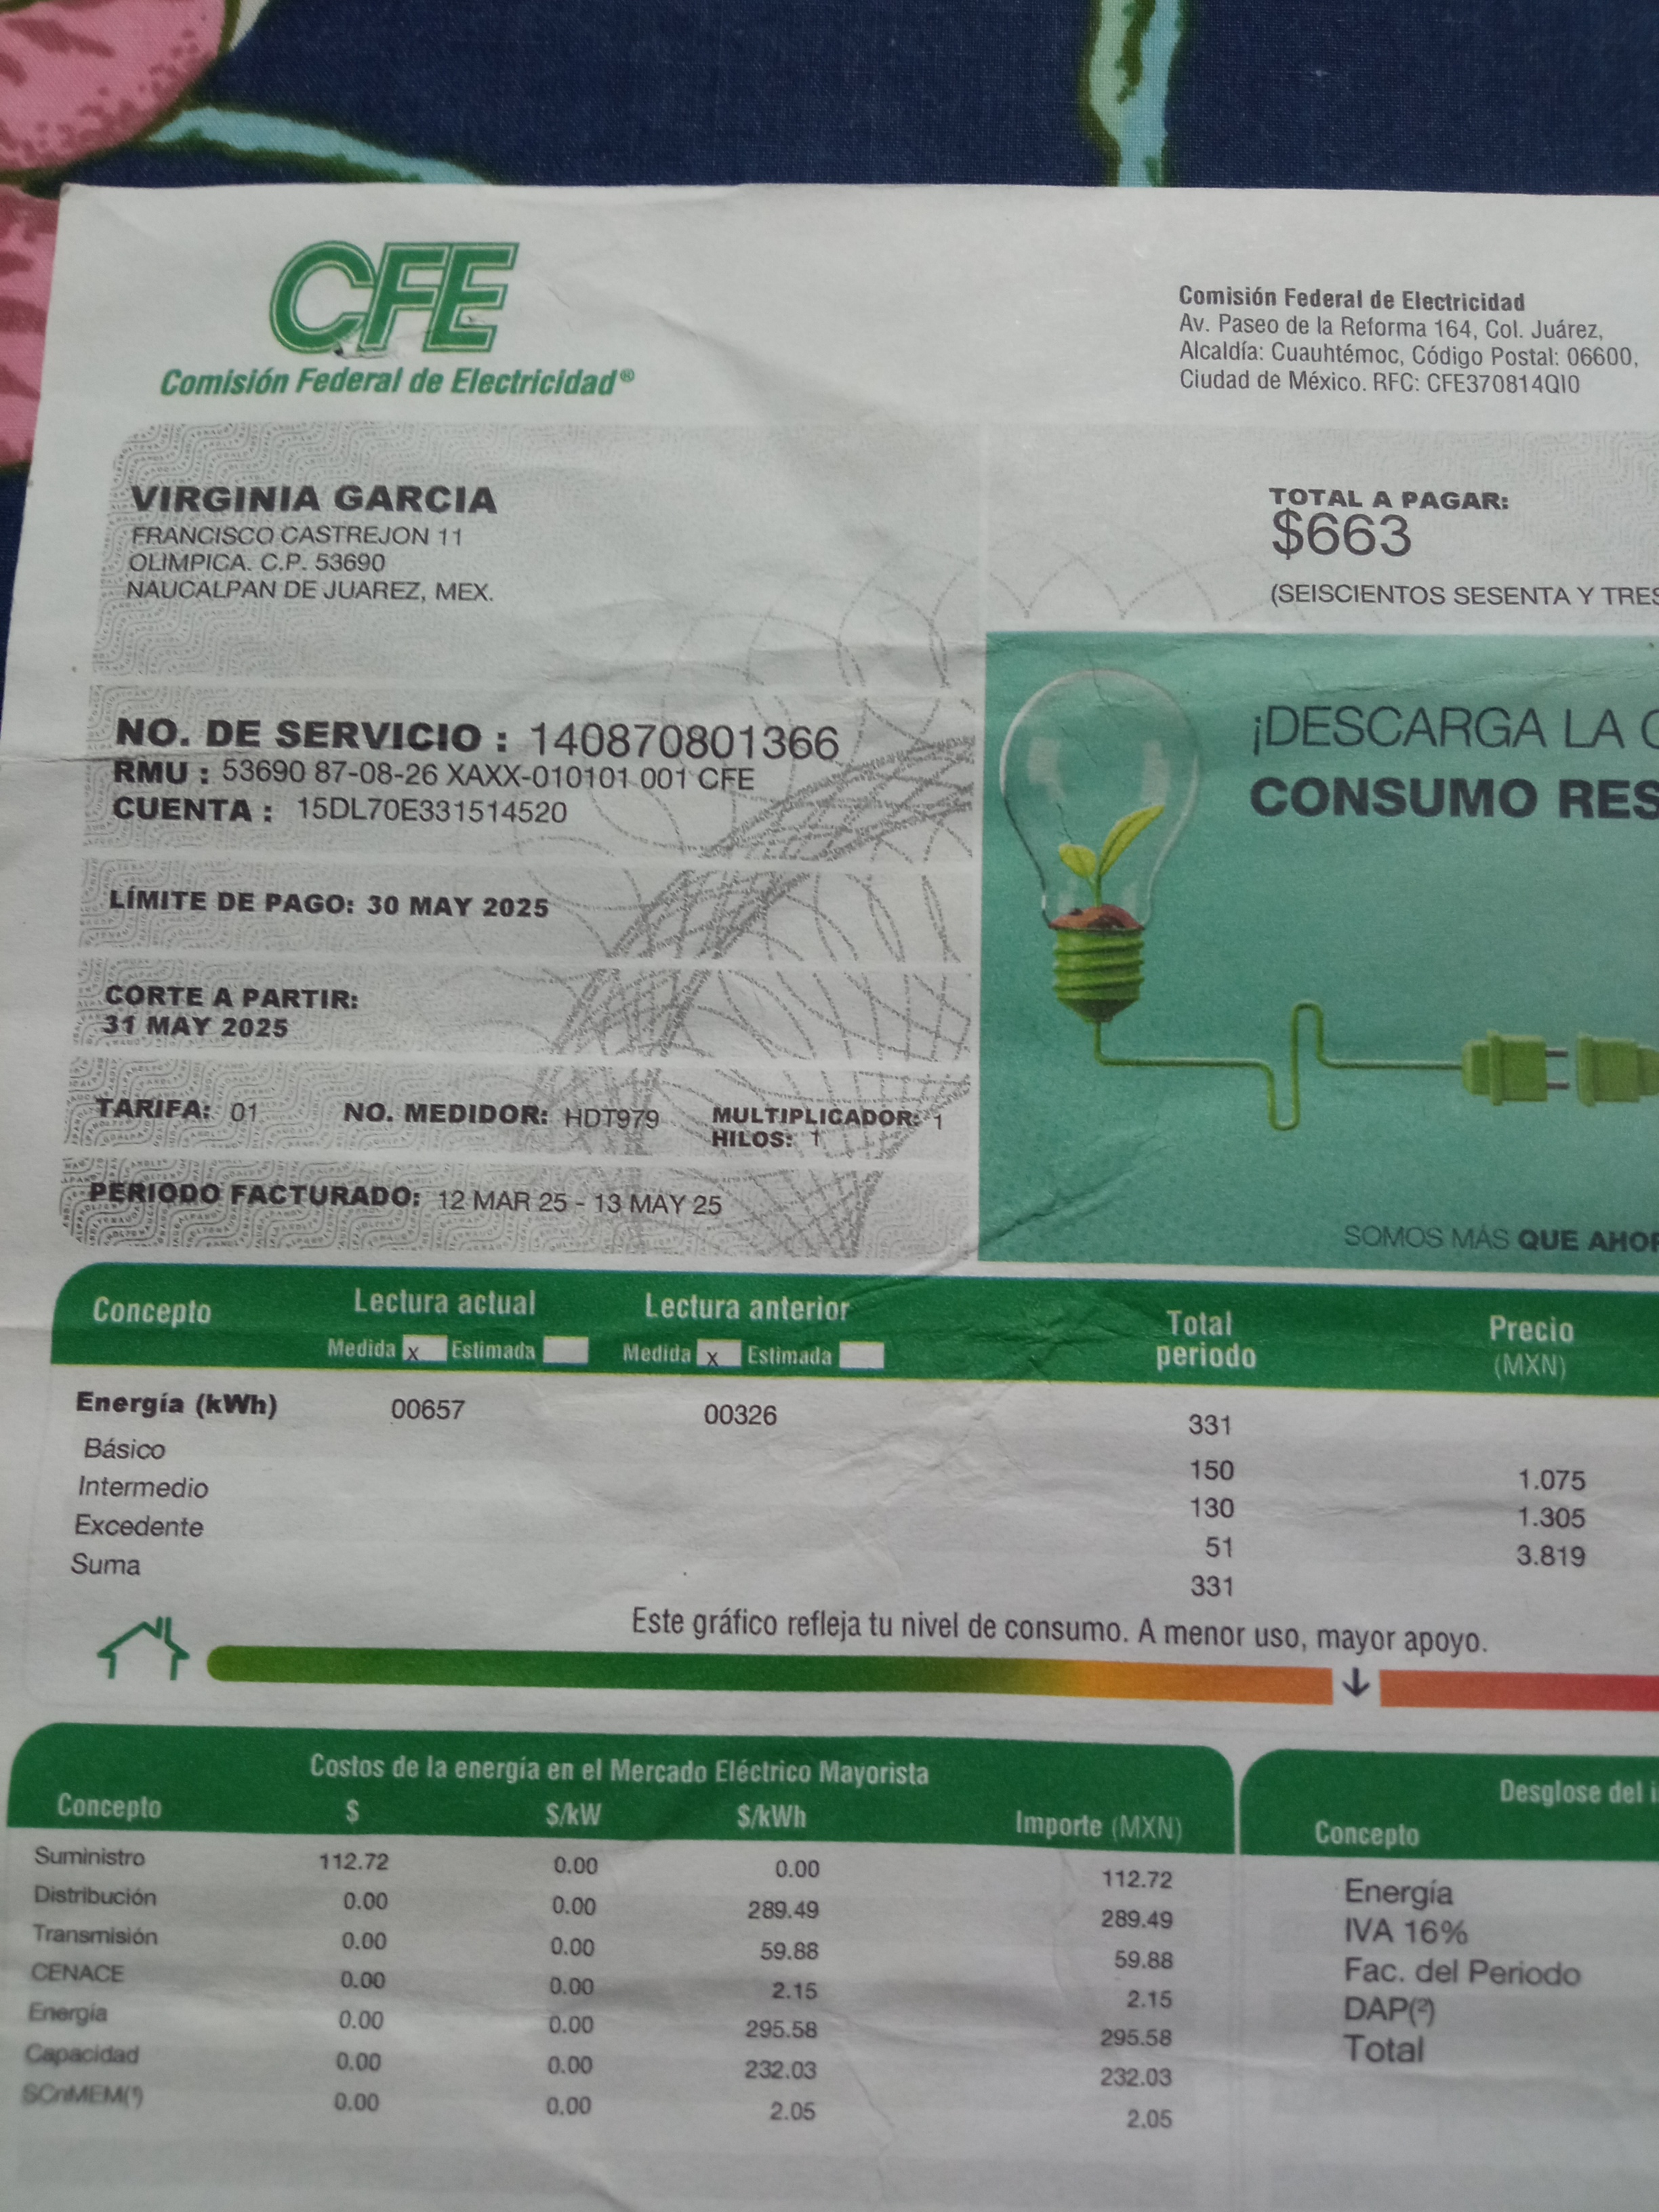 CFE
Comisión Federal de Electricidad®
Comisión Federal de Electricidad
Av. Paseo de la Reforma 164, Col. Juárez,
Alcaldía: Cuauhtémoc, Código Postal: 06600,
Ciudad de México. RFC: CFE370814QI0
VIRGINIA GARCIA
FRANCISCO CASTREJON 11
OLIMPICA. C.P. 53690
NAUCALPAN DE JUAREZ, MEX.
TOTAL A PAGAR:
$663
(SEISCIENTOS SESENTA Y TRES
NO. DE SERVICIO : 140870801366
RMU : 53690 87-08-26 XAXX-010101 001 CFE
CUENTA : 15DL70E331514520
LÍMITE DE PAGO: 30 MAY 2025
CORTE A PARTIR:
31 MAY 2025
TARIFA: 01 NO. MEDIDOR: HDT979 MULTIPLICADOR: 1
HILOS: 1
PERIODO FACTURADO: 12 MAR 25 - 13 MAY 25
¡DESCARGA LA
CONSUMO RES
SOMOS MÁS QUE AHOR
Concepto Lectura actual Lectura anterior Total periodo Precio (MXN)
Medida x Estimada Medida x Estimada
Energía (kWh) 00657 00326 331
Básico 150 1.075
Intermedio 130 1.305
Excedente 51 3.819
Suma 331
Este gráfico refleja tu nivel de consumo. A menor uso, mayor apoyo.
Costos de la energía en el Mercado Eléctrico Mayorista
Concepto $ $/kW $/kWh Importe (MXN)
Suministro 112.72 0.00 0.00 112.72
Distribución 0.00 0.00 289.49 289.49
Transmisión 0.00 0.00 59.88 59.88
CENACE 0.00 0.00 2.15 2.15
Energía 0.00 0.00 295.58 295.58
Capacidad 0.00 0.00 232.03 232.03
SCnMEM(¹) 0.00 0.00 2.05 2.05
Desglose del
Concepto
Energía
IVA 16%
Fac. del Periodo
DAP(²)
Total